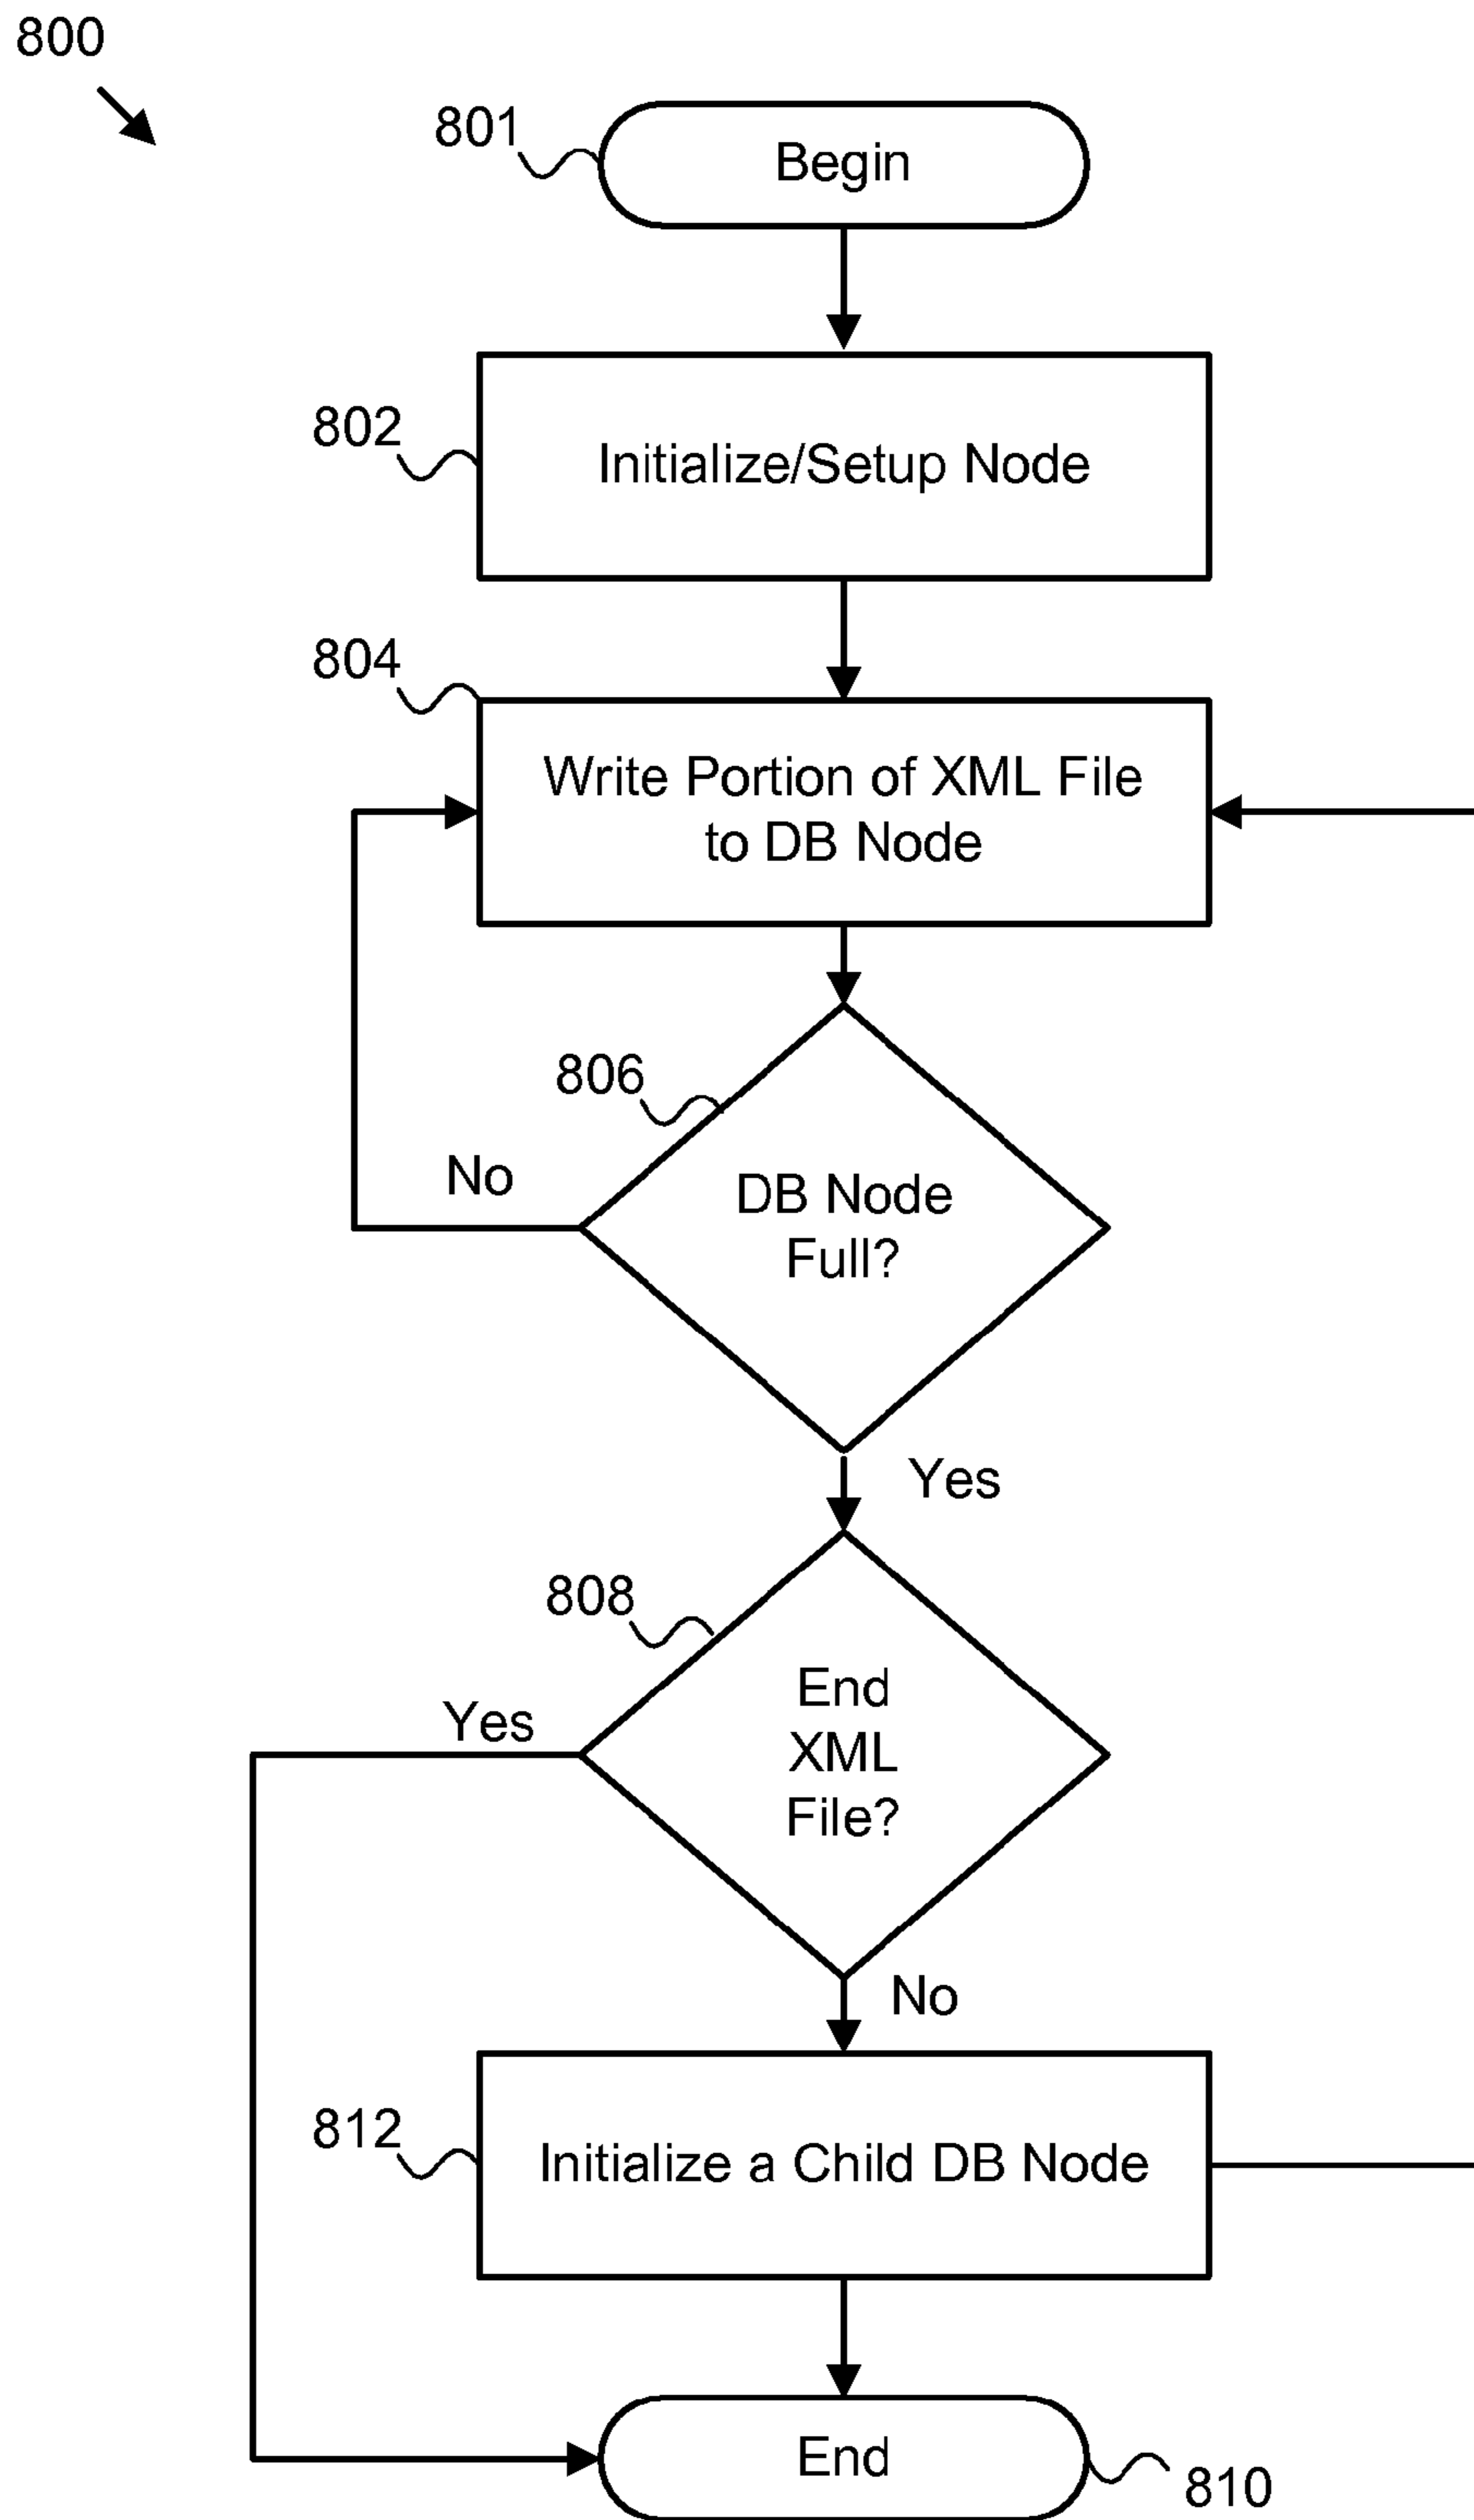 800
801
Begin
802
Initialize/Setup Node
804
Write Portion of XML File
to DB Node
806
No
DB Node
Full?
Yes
808
Yes
End
XML
File?
No
812
Initialize a Child DB Node
End
810